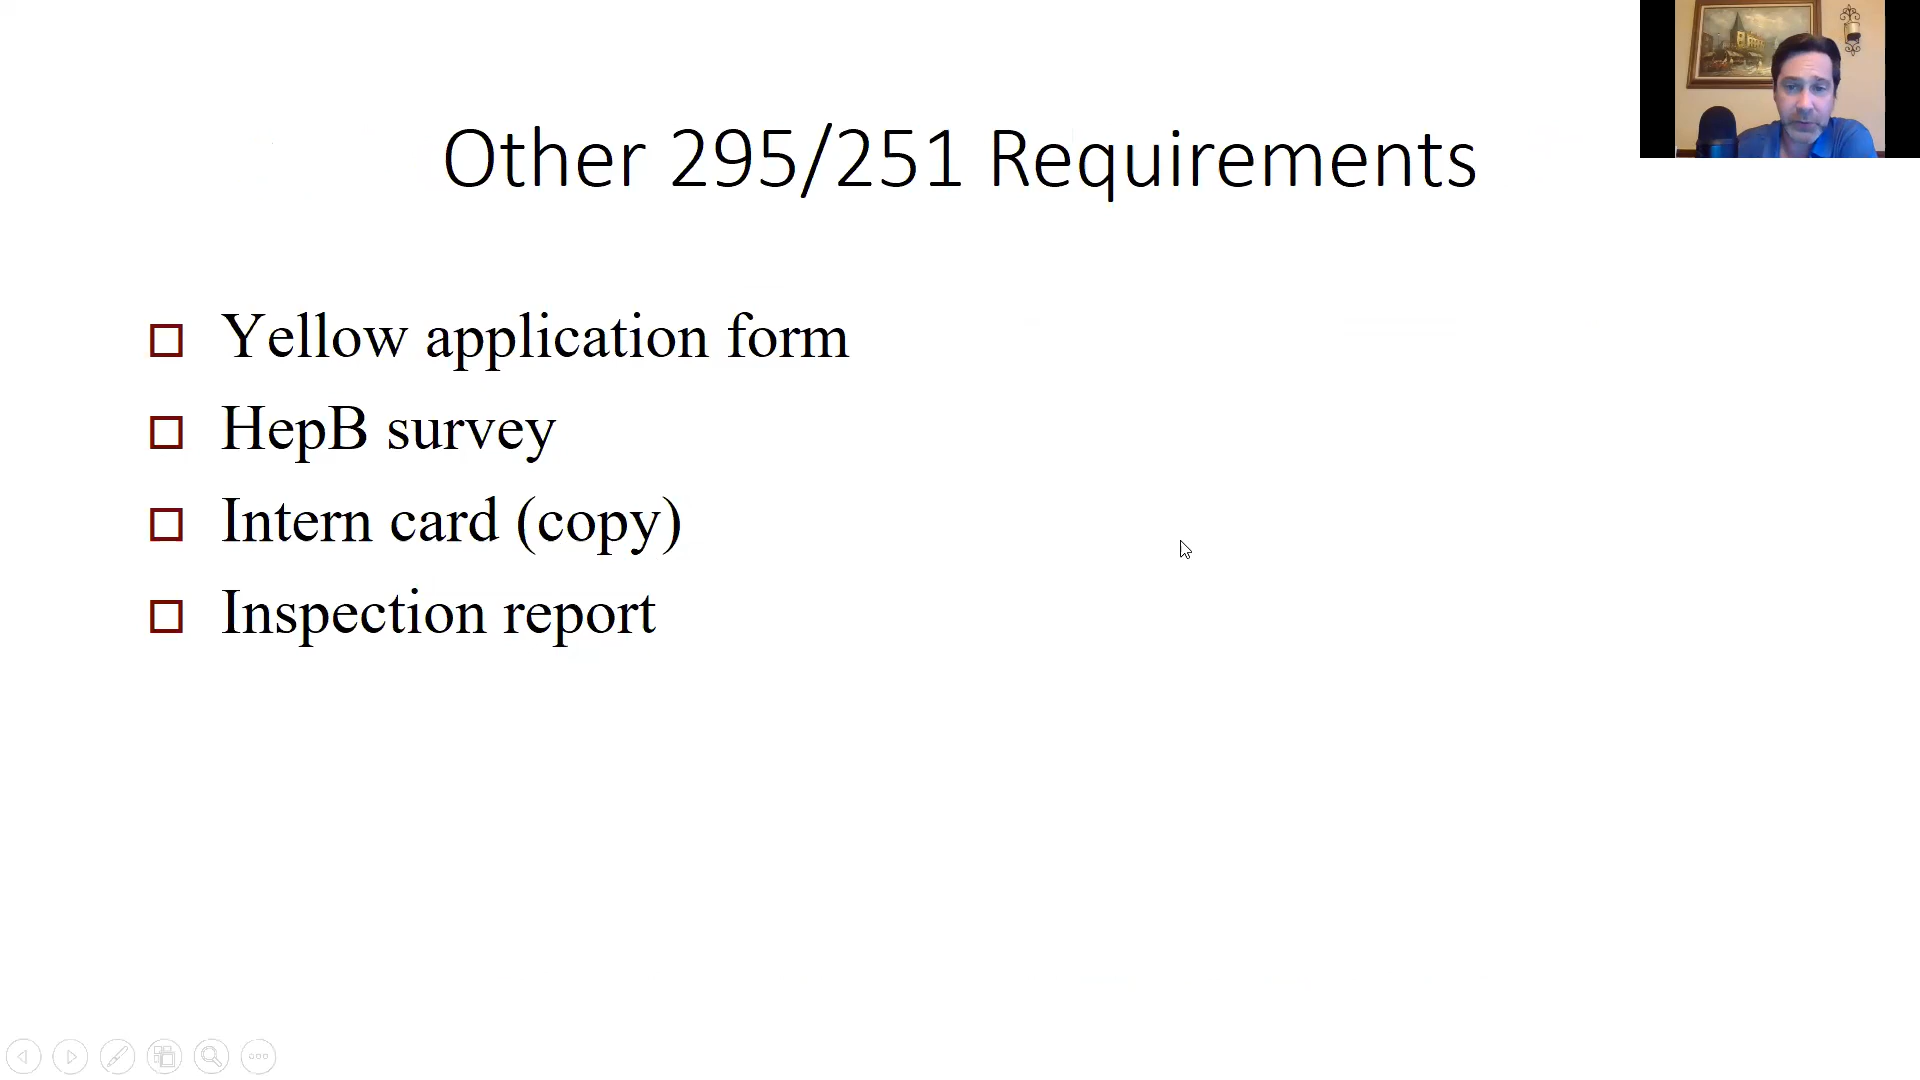 Other 295/251 Requirements
Yellow application form
HepB survey
Intern card (copy)
Inspection report